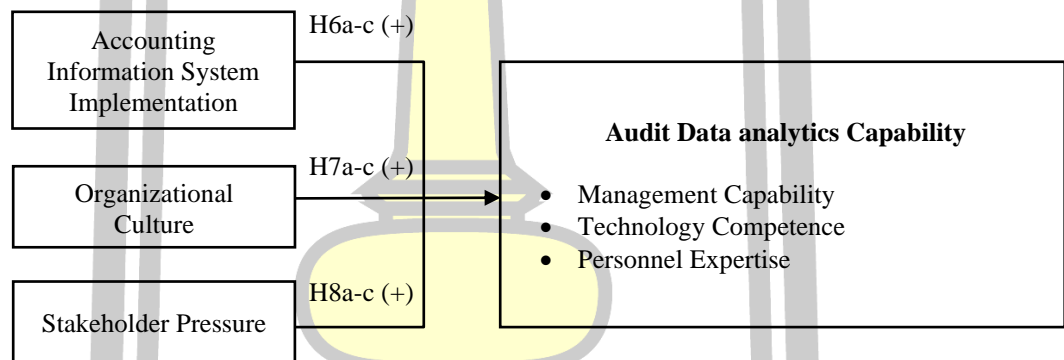 H6a-c (+)
Accounting
Information System
Implementation
H7a-c (+)
Organizational
Culture
H8a-c (+)
Stakeholder Pressure
Audit Data analytics Capability
• Management Capability
• Technology Competence
• Personnel Expertise